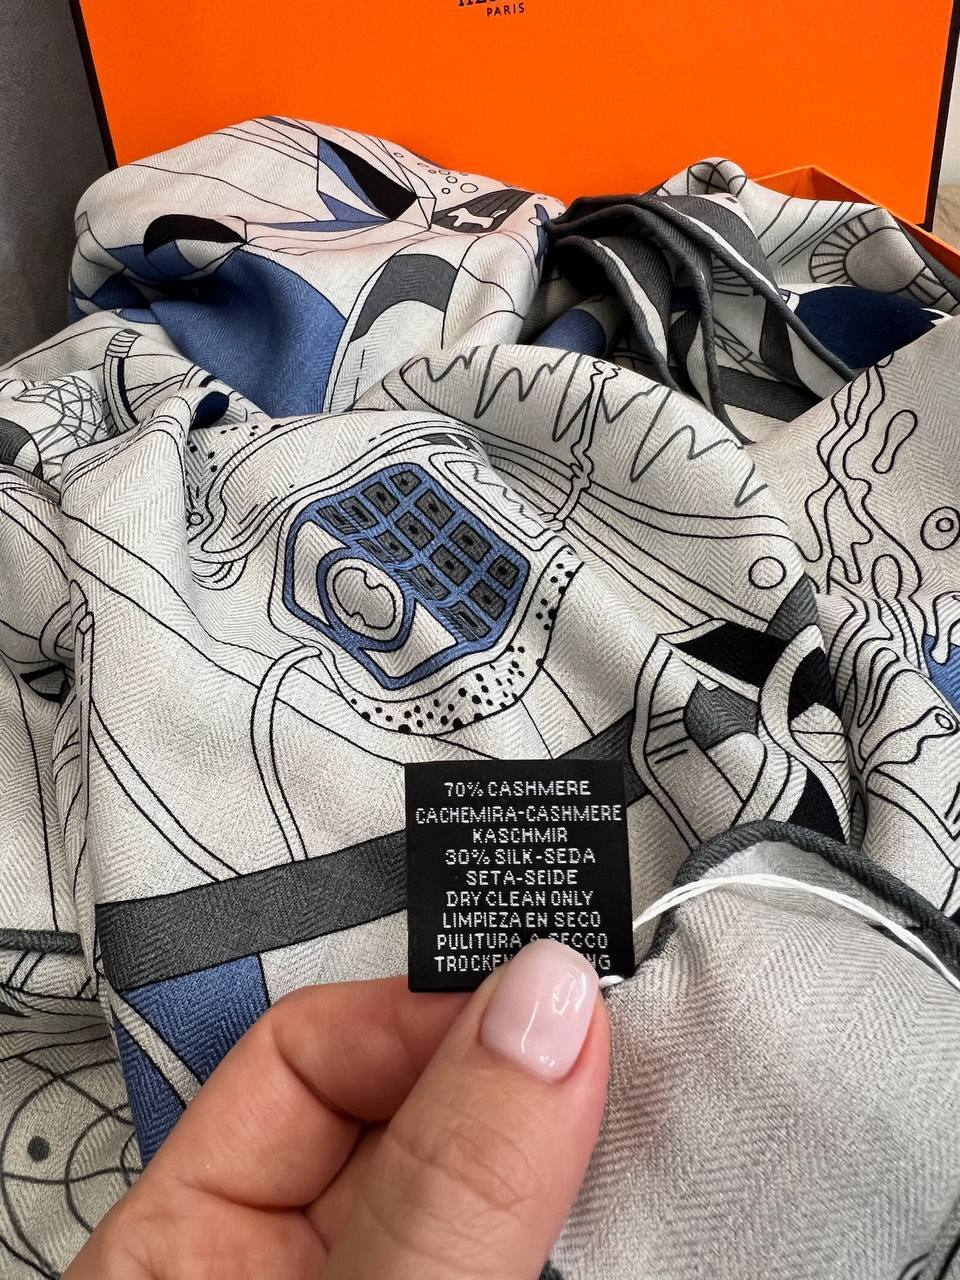 PARIS
70% CASHMERE
CACHEMIRA-CASHMERE
KASCHMIR
30% SILK-SEDA
SETA-SEIDE
DRY CLEAN ONLY
LIMPIEZA EN SECO
PULITURA A SECCO